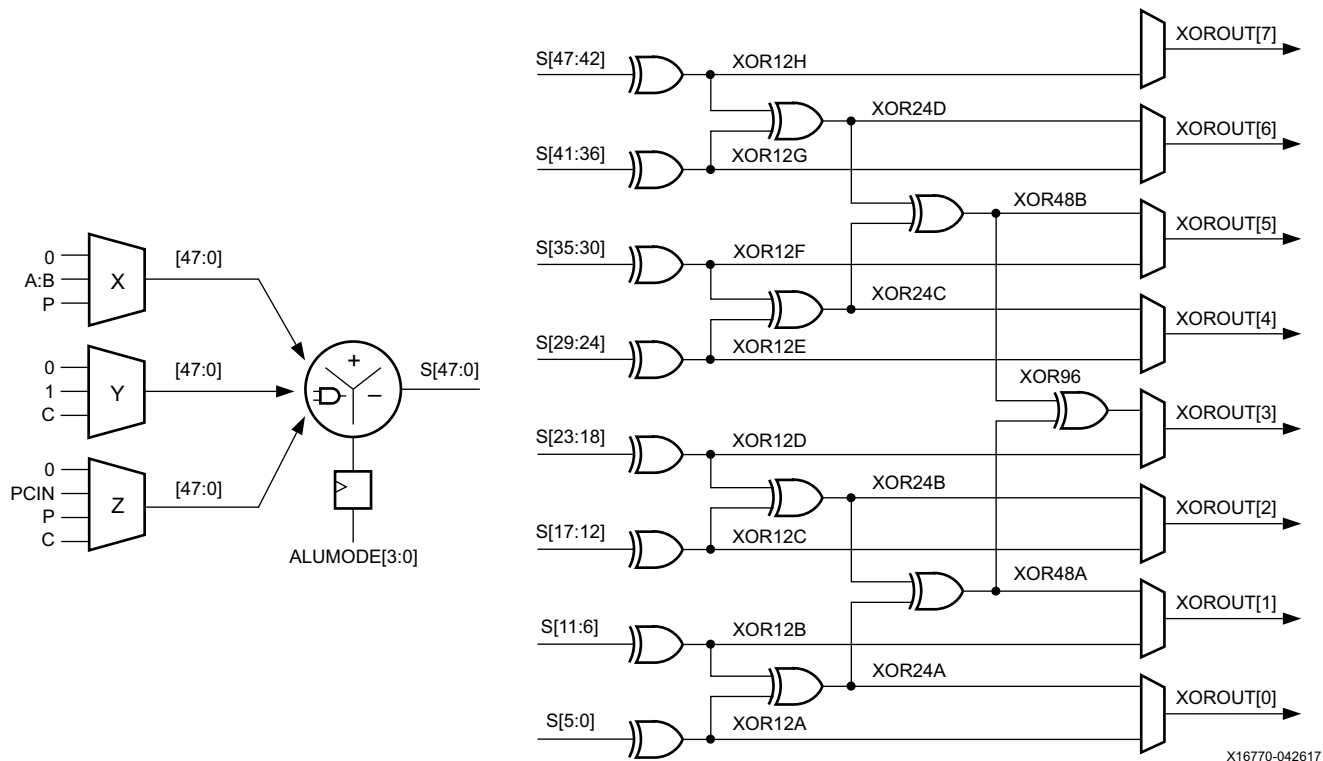 0
A:B
P
X
[47:0]
0
1
C
Y
[47:0]
0
PCIN
P
C
Z
[47:0]
+
−
S[47:0]
ALUMODE[3:0]
S[47:42]
XOR12H
XOROUT[7]
XOR24D
XOROUT[6]
S[41:36]
XOR12G
XOR48B
XOROUT[5]
S[35:30]
XOR12F
XOR24C
XOROUT[4]
S[29:24]
XOR12E
XOR96
XOROUT[3]
S[23:18]
XOR12D
XOR24B
XOROUT[2]
S[17:12]
XOR12C
XOR48A
XOROUT[1]
S[11:6]
XOR12B
XOR24A
XOROUT[0]
S[5:0]
XOR12A
X16770-042617